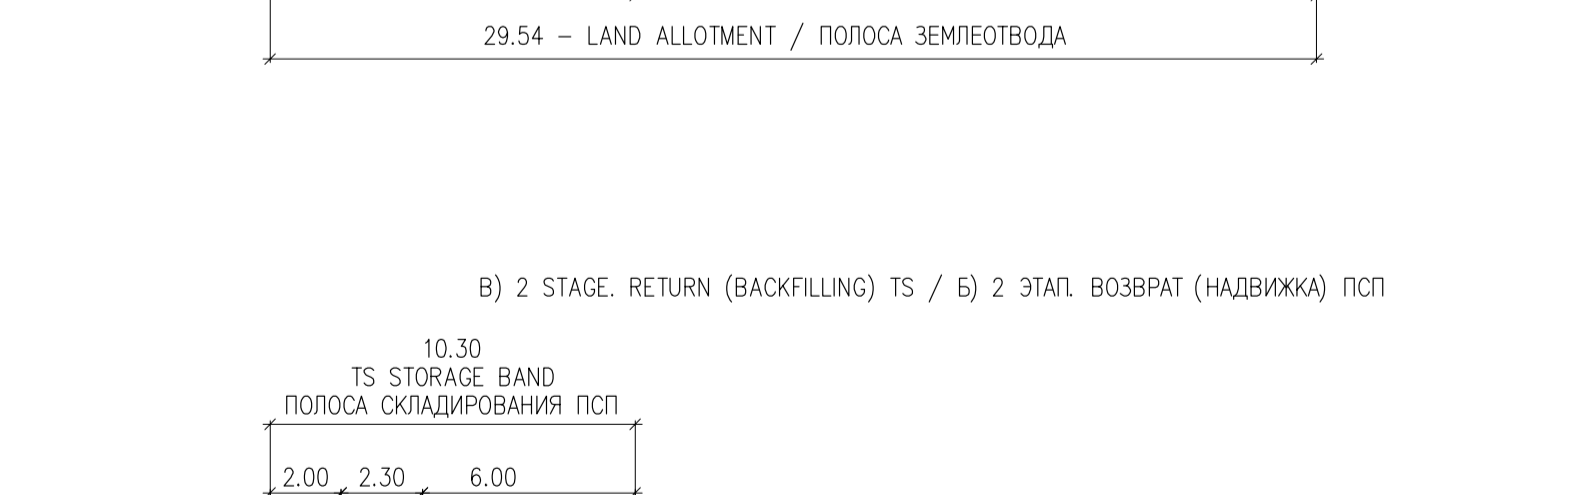 29.54 – LAND ALLOTMENT / ПОЛОСА ЗЕМЛЕОТВОДА
B) 2 STAGE. RETURN (BACKFILLING) TS / Б) 2 ЭТАП. ВОЗВРАТ (НАДВИЖКА) ПСП
10.30
TS STORAGE BAND
ПОЛОСА СКЛАДИРОВАНИЯ ПСП
2.00 2.30 6.00